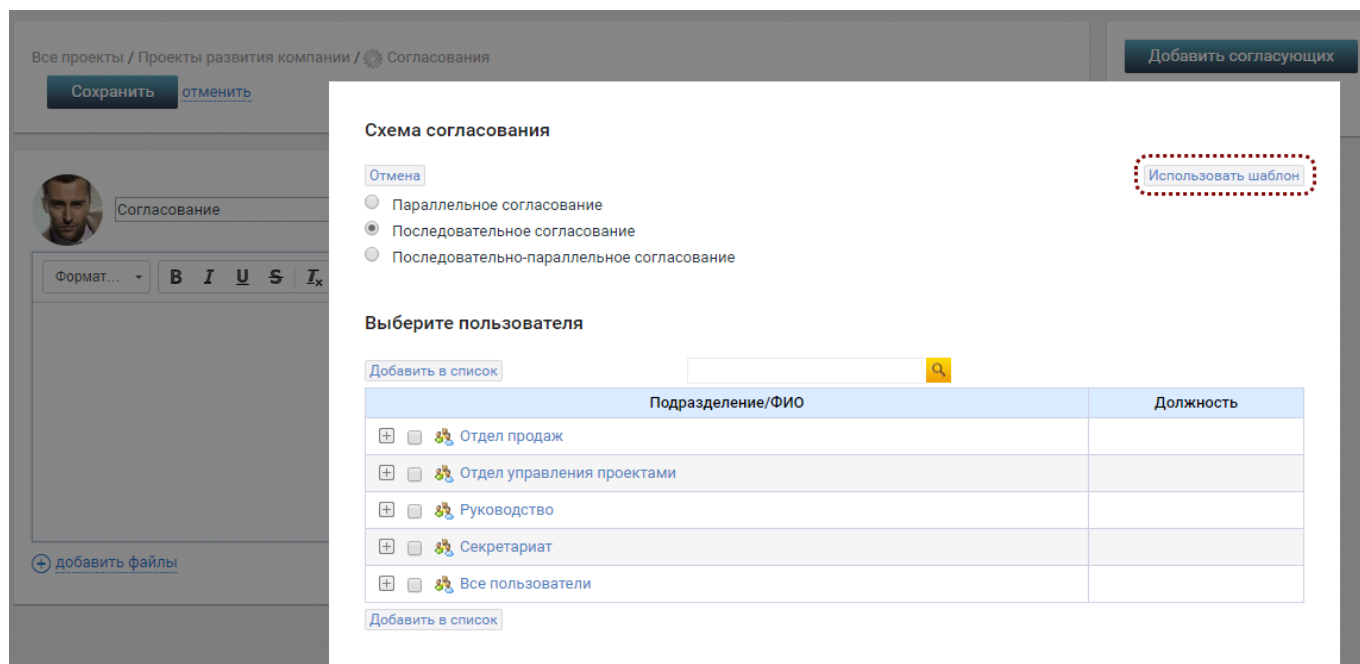 Все проекты / Проекты развития компании / Согласования
Добавить согласующих
Сохранить отменить
Схема согласования
Отмена
Использовать шаблон
Параллельное согласование
Согласование
Последовательное согласование
Последовательно-параллельное согласование
Формат... B I U S Tx
Выберите пользователя
Добавить в список
Подразделение/ФИО Должность
Отдел продаж
Отдел управления проектами
Руководство
Секретариат
добавить файлы
Все пользователи
Добавить в список